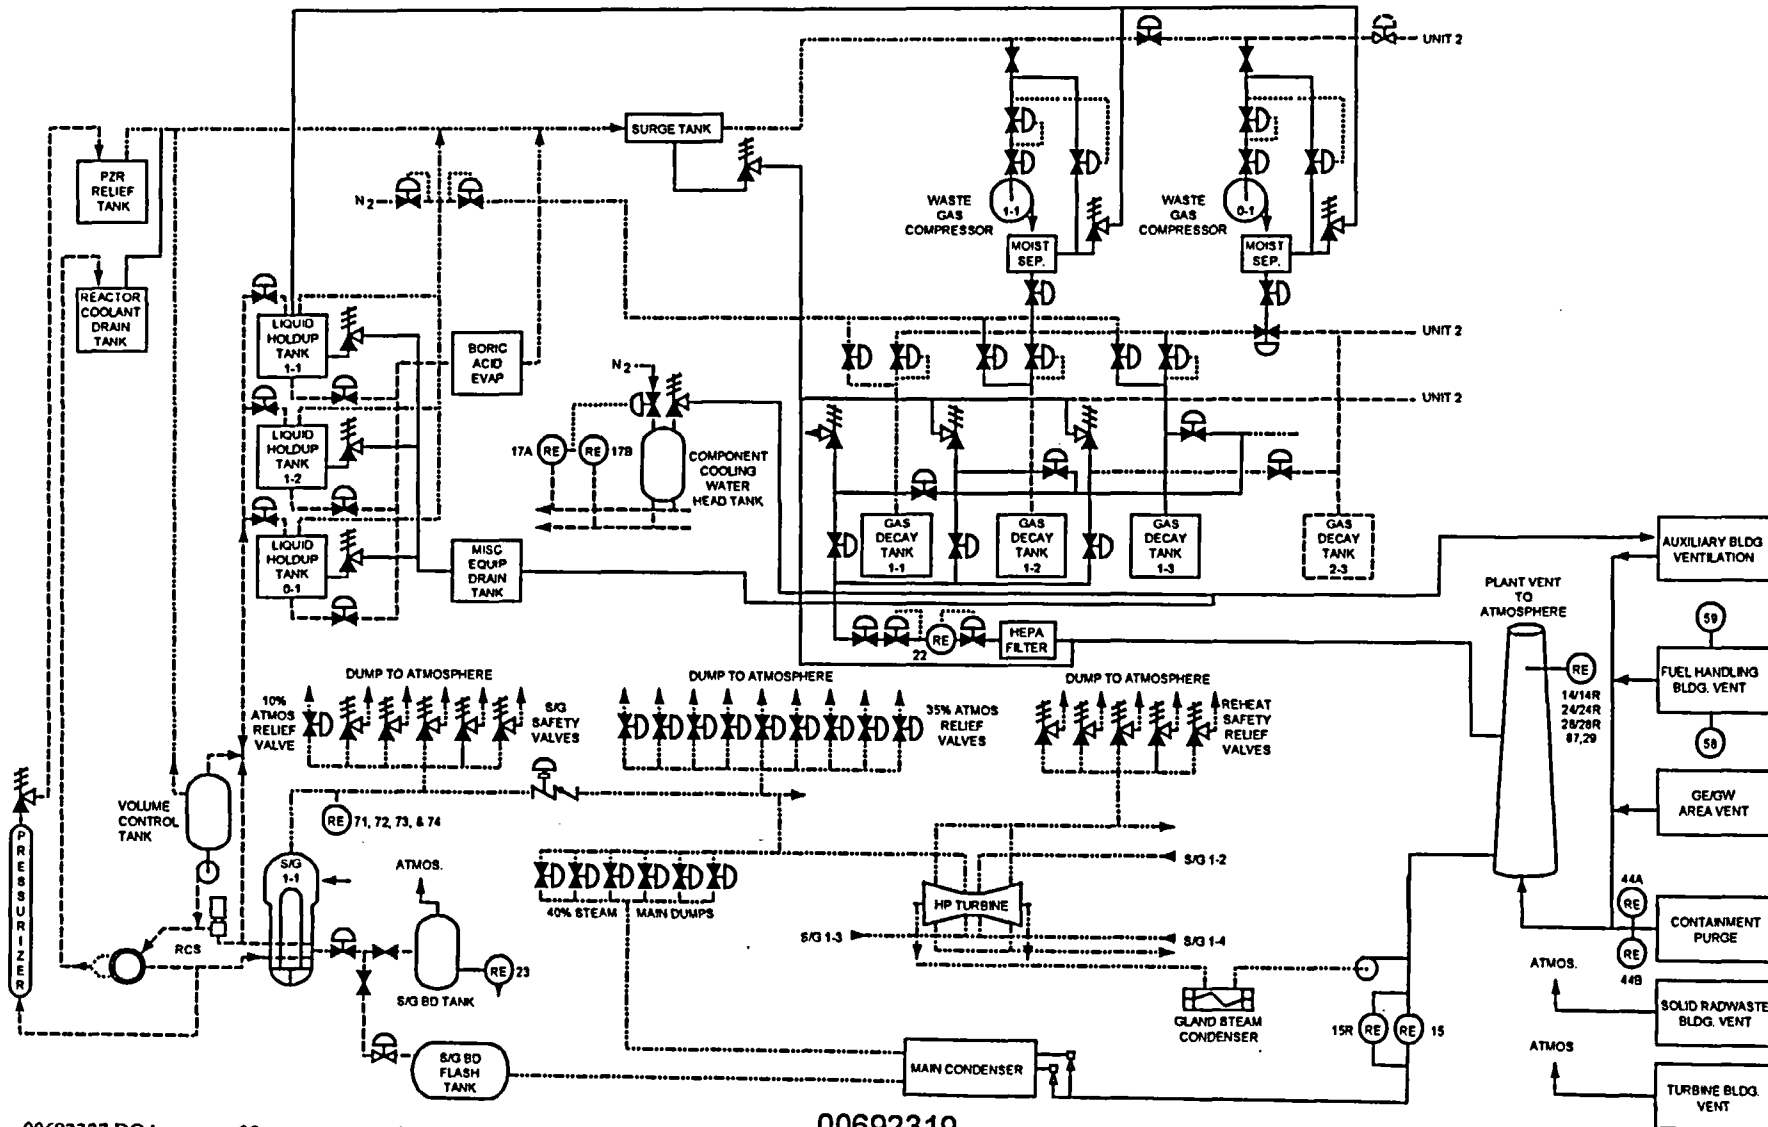 UNIT 2
SURGE TANK
PZR
RELIEF
TANK
N2
WASTE
GAS
COMPRESSOR
1-1
WASTE
GAS
COMPRESSOR
0-1
MOIST
SEP.
MOIST
SEP.
REACTOR
COOLANT
DRAIN
TANK
LIQUID
HOLDUP
TANK
1-1
BORIC
ACID
EVAP
UNIT 2
N2
UNIT 2
LIQUID
HOLDUP
TANK
1-2
17A
RE
RE
17B
COMPONENT
COOLING
WATER
HEAD TANK
LIQUID
HOLDUP
TANK
0-1
MISC
EQUIP
DRAIN
TANK
GAS
DECAY
TANK
1-1
GAS
DECAY
TANK
1-2
GAS
DECAY
TANK
1-3
GAS
DECAY
TANK
2-3
AUXILIARY BLDG
VENTILATION
PLANT VENT
TO
ATMOSPHERE
RE
22
HEPA
FILTER
59
FUEL HANDLING
BLDG. VENT
58
RE
14/14R
24/24R
28/28R
87,29
DUMP TO ATMOSPHERE
10%
ATMOS
RELIEF
VALVE
S/G
SAFETY
VALVES
DUMP TO ATMOSPHERE
35% ATMOS
RELIEF
VALVES
DUMP TO ATMOSPHERE
REHEAT
SAFETY
RELIEF
VALVES
GE/GW
AREA VENT
VOLUME
CONTROL
TANK
RE
71, 72, 73, & 74
PRESSURIZER
S/G
1-1
ATMOS.
40% STEAM
MAIN DUMPS
S/G 1-2
HP TURBINE
S/G 1-3
S/G 1-4
44A
RE
CONTAINMENT
PURGE
RE
44B
RCS
RE
23
S/G BD TANK
GLAND STEAM
CONDENSER
ATMOS.
SOLID RADWASTE
BLDG. VENT
15R
RE
RE
15
S/G BD
FLASH
TANK
MAIN CONDENSER
ATMOS
TURBINE BLDG.
VENT
00692319